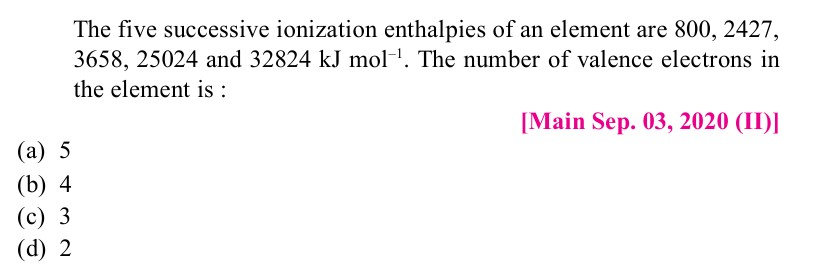 The five successive ionization enthalpies of an element are 800, 2427,
3658, 25024 and 32824 kJ mol⁻¹. The number of valence electrons in
the element is :
[Main Sep. 03, 2020 (II)]
(a) 5
(b) 4
(c) 3
(d) 2